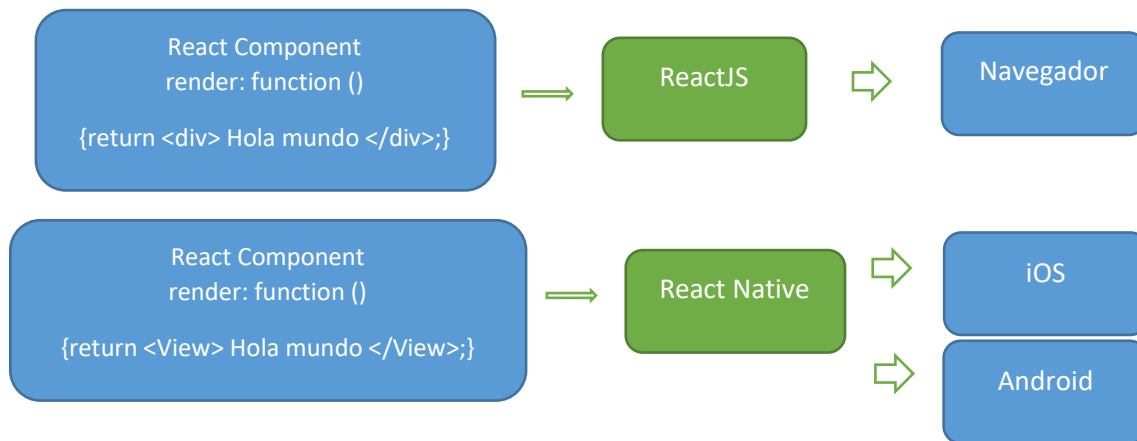 React Component
render: function ()
{return <div> Hola mundo </div>;}
ReactJS
Navegador
React Component
render: function ()
{return <View> Hola mundo </View>;}
React Native
iOS
Android